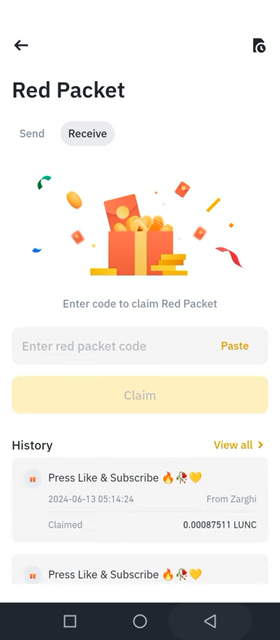 Red Packet
Send Receive
Enter code to claim Red Packet
Enter red packet code Paste
Claim
History View all >
Press Like & Subscribe 🔥🥀💛
2024-06-13 05:14:24 From Zarghi
Claimed 0.00087511 LUNC
Press Like & Subscribe 🔥🥀💛